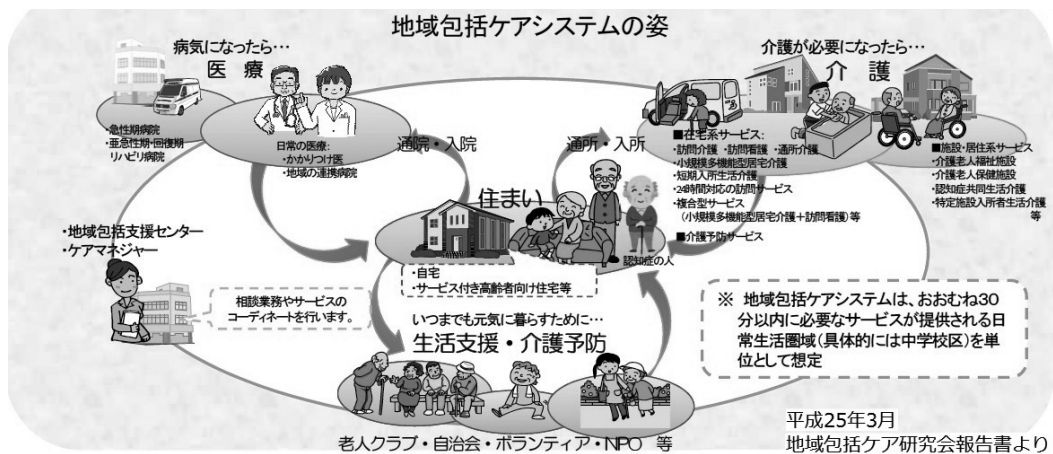 地域包括ケアシステムの姿
病気になったら…
医 療
・急性期病院
・亜急性期・回復期
リハビリ病院
日常の医療:
・かかりつけ医
・地域の連携病院
通院・入院
介護が必要になったら…
介 護
通所・入所
■在宅系サービス:
・訪問介護 ・訪問看護 ・通所介護
・小規模多機能型居宅介護
・短期入所生活介護
・24時間対応の訪問サービス
・複合型サービス
(小規模多機能型居宅介護+訪問看護)等
■介護予防サービス
■施設・居住系サービス
・介護老人福祉施設
・介護老人保健施設
・認知症共同生活介護
・特定施設入所者生活介護
等
住まい
認知症の人
・自宅
・サービス付き高齢者向け住宅等
・地域包括支援センター
・ケアマネジャー
相談業務やサービスの
コーディネートを行います。
いつまでも元気に暮らすために…
生活支援・介護予防
老人クラブ・自治会・ボランティア・NPO 等
※ 地域包括ケアシステムは、おおむね30
分以内に必要なサービスが提供される日
常生活圏域(具体的には中学校区)を単
位として想定
平成25年3月
地域包括ケア研究会報告書より